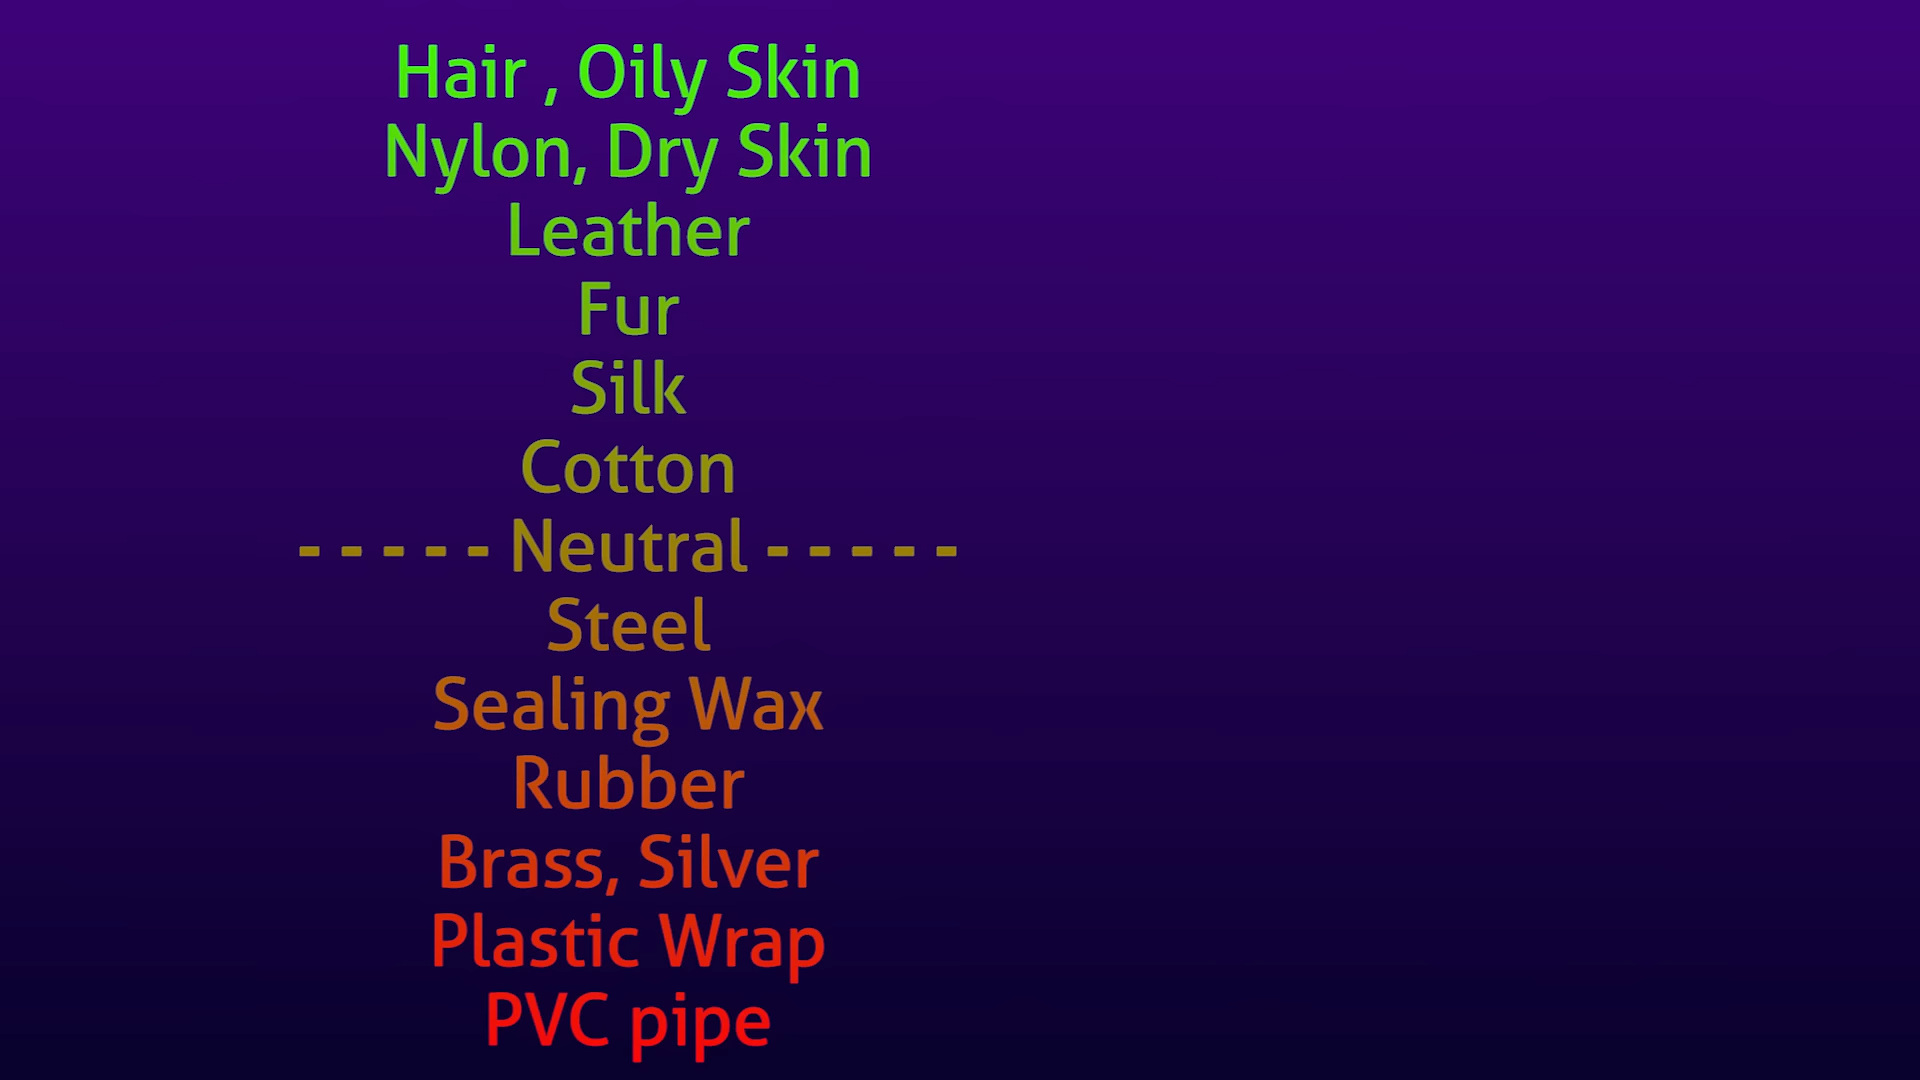 Hair , Oily Skin
Nylon, Dry Skin
Leather
Fur
Silk
Cotton
- - - - - Neutral - - - - -
Steel
Sealing Wax
Rubber
Brass, Silver
Plastic Wrap
PVC pipe